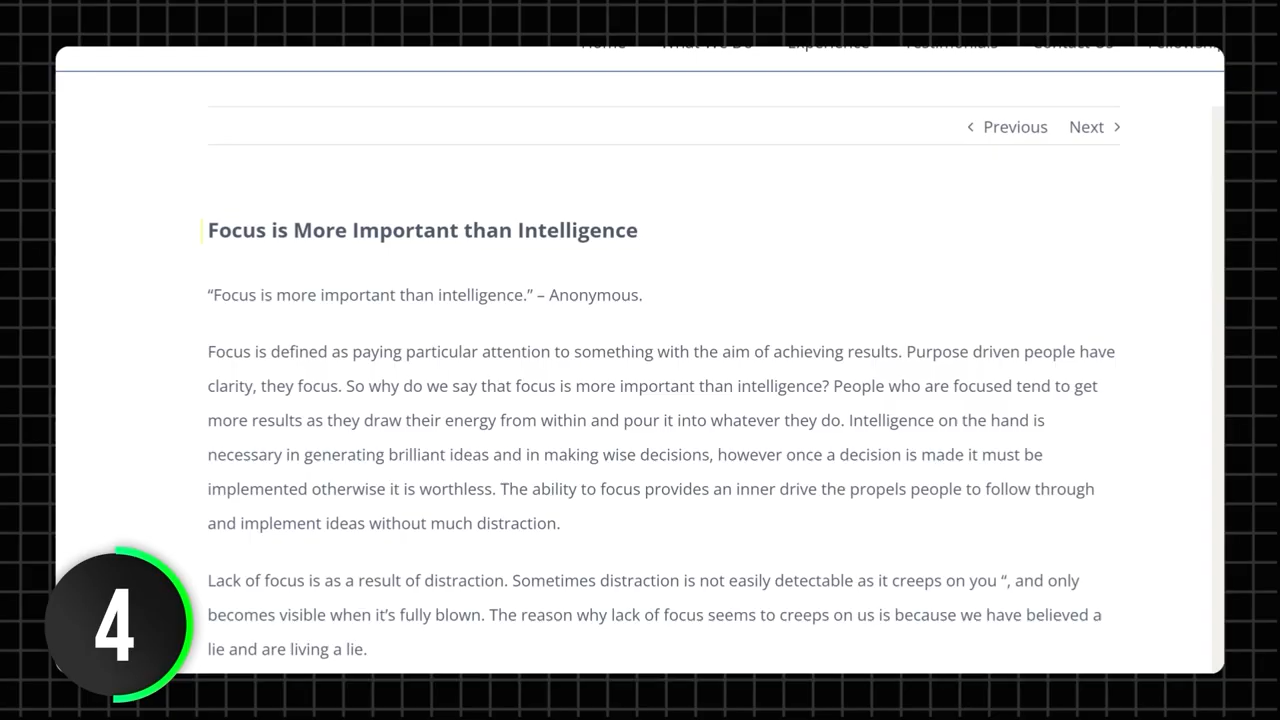 Home What We Do Experience Testimonials Contact Us
Previous Next
Focus is More Important than Intelligence
“Focus is more important than intelligence.” – Anonymous.
Focus is defined as paying particular attention to something with the aim of achieving results. Purpose driven people have
clarity, they focus. So why do we say that focus is more important than intelligence? People who are focused tend to get
more results as they draw their energy from within and pour it into whatever they do. Intelligence on the hand is
necessary in generating brilliant ideas and in making wise decisions, however once a decision is made it must be
implemented otherwise it is worthless. The ability to focus provides an inner drive the propels people to follow through
and implement ideas without much distraction.
Lack of focus is as a result of distraction. Sometimes distraction is not easily detectable as it creeps on you “, and only
becomes visible when it’s fully blown. The reason why lack of focus seems to creeps on us is because we have believed a
lie and are living a lie.
4